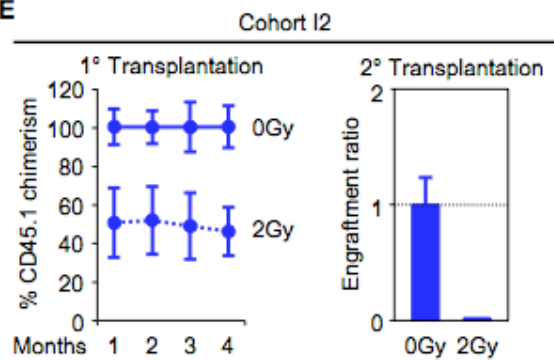 E
Cohort I2
1° Transplantation
2° Transplantation
% CD45.1 chimerism
120
100
80
60
40
20
0
0Gy
2Gy
Months 1 2 3 4
Engraftment ratio
2
1
0
0Gy 2Gy